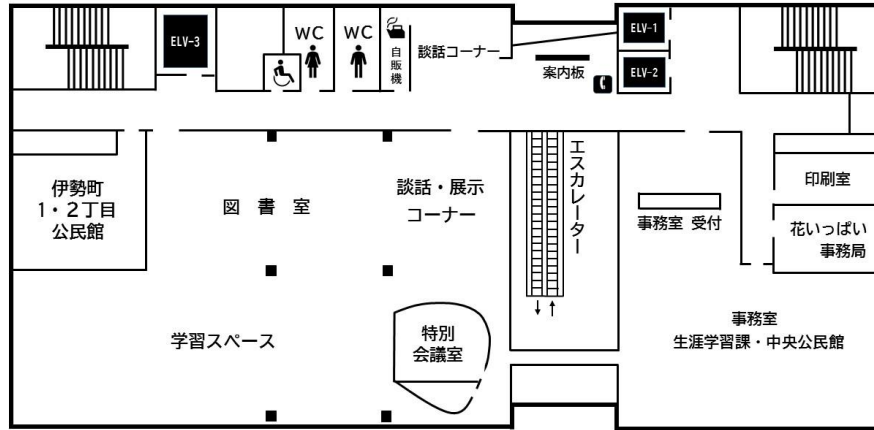 ELV-3
WC
WC
自販機
談話コーナー
案内板
ELV-1
ELV-2
伊勢町
1・2丁目
公民館
図書室
談話・展示
コーナー
エスカレーター
事務室 受付
印刷室
花いっぱい
事務局
学習スペース
特別
会議室
事務室
生涯学習課・中央公民館